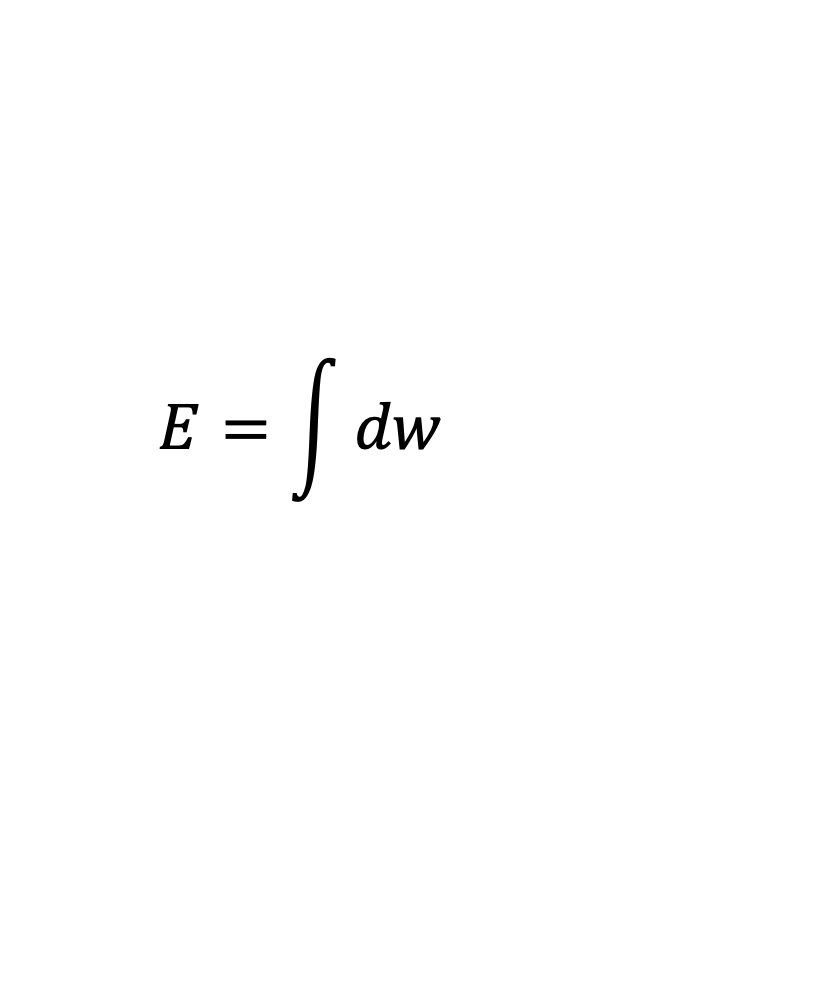 E = ∫ dw